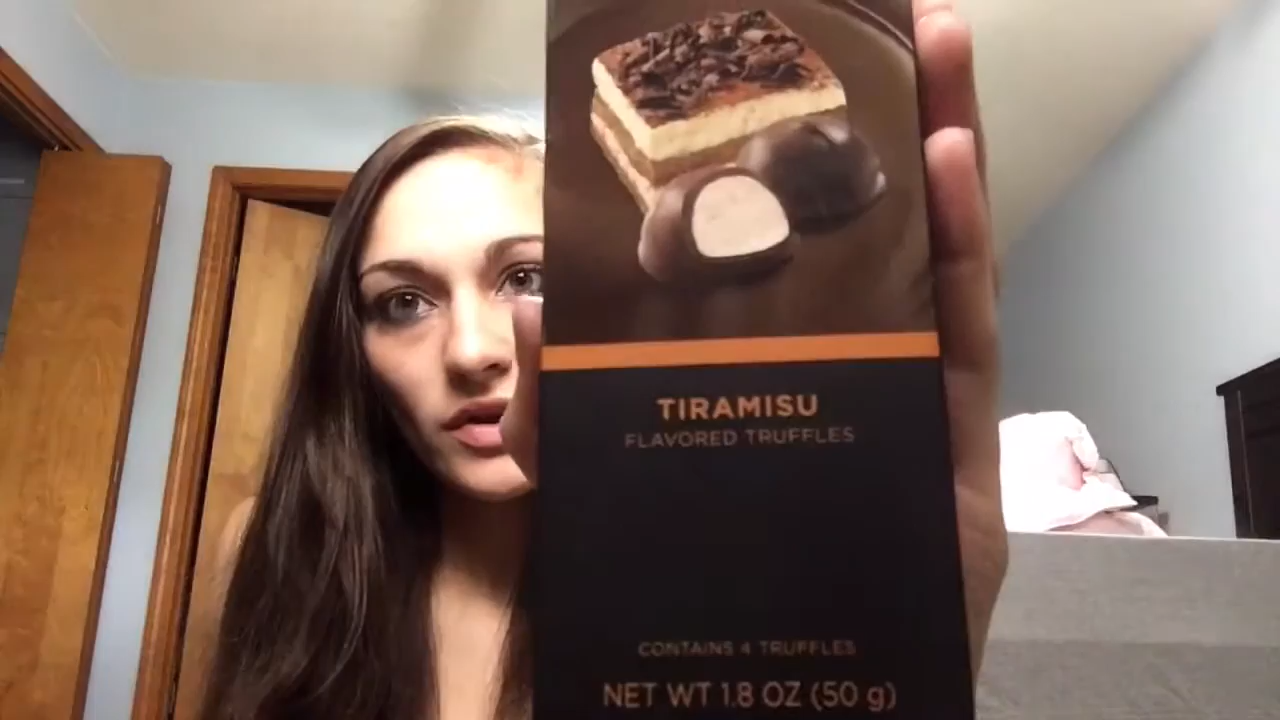 TIRAMISU
FLAVORED TRUFFLES
CONTAINS 4 TRUFFLES
NET WT 1.8 OZ (50 g)